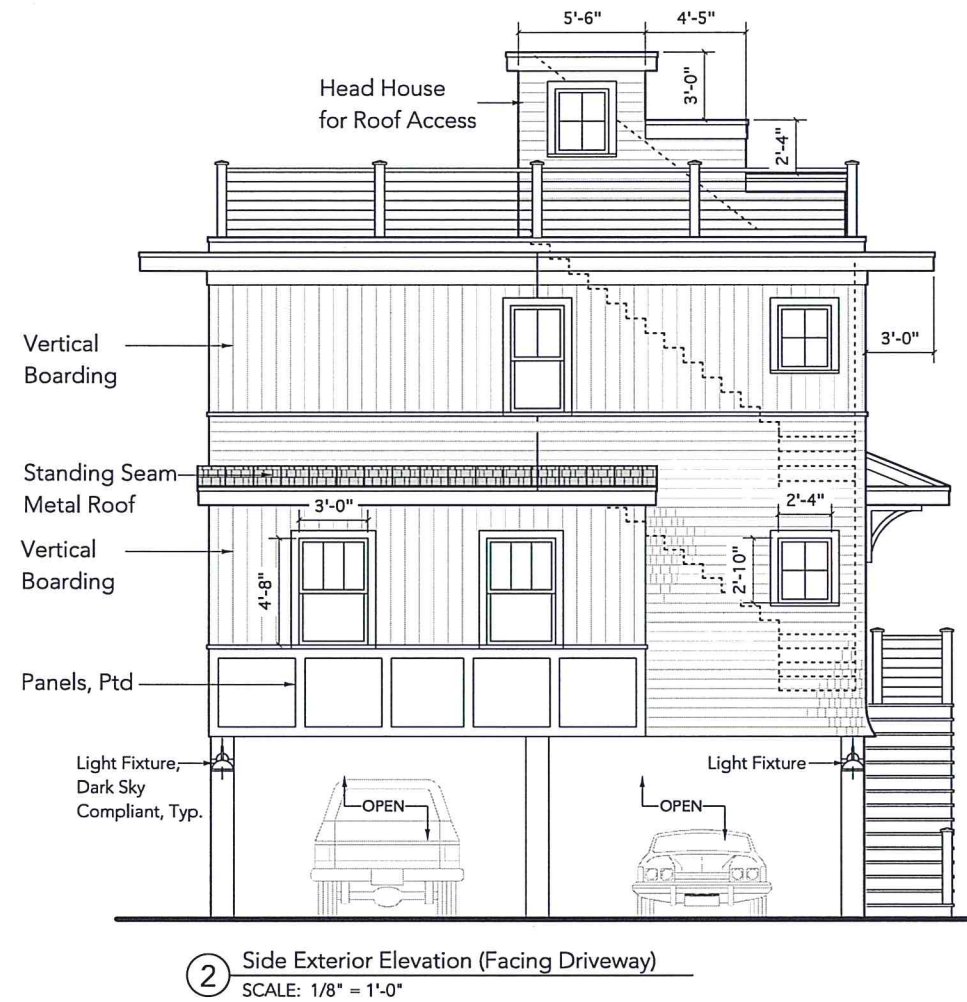 5'-6"
4'-5"
3'-0"
2'-4"
Head House
for Roof Access
3'-0"
Vertical
Boarding
Standing Seam
Metal Roof
3'-0"
2'-4"
Vertical
Boarding
4'-8"
2'-10"
Panels, Ptd
Light Fixture,
Dark Sky
Compliant, Typ.
Light Fixture
OPEN
OPEN
2
Side Exterior Elevation (Facing Driveway)
SCALE: 1/8" = 1'-0"